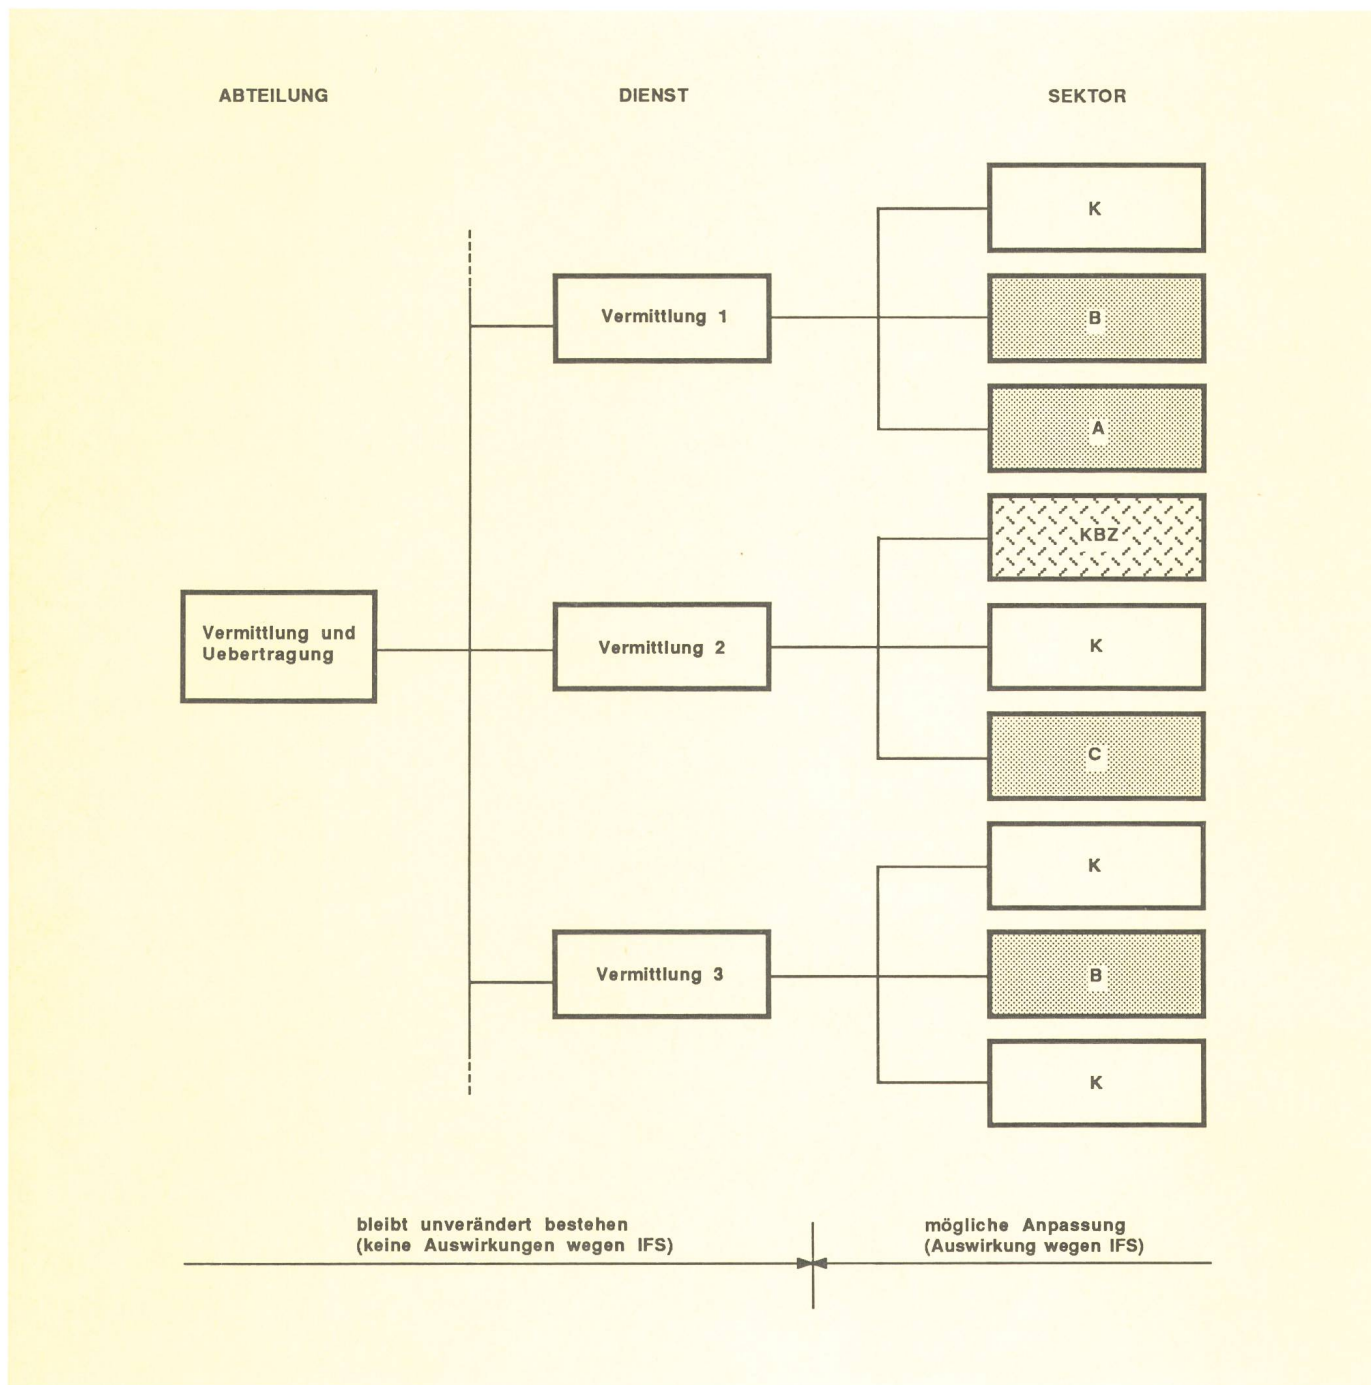 ABTEILUNG
DIENST
SEKTOR
K
Vermittlung 1
B
A
KBZ
Vermittlung und
Uebertragung
Vermittlung 2
K
C
K
Vermittlung 3
B
K
bleibt unverändert bestehen
(keine Auswirkungen wegen IFS)
mögliche Anpassung
(Auswirkung wegen IFS)